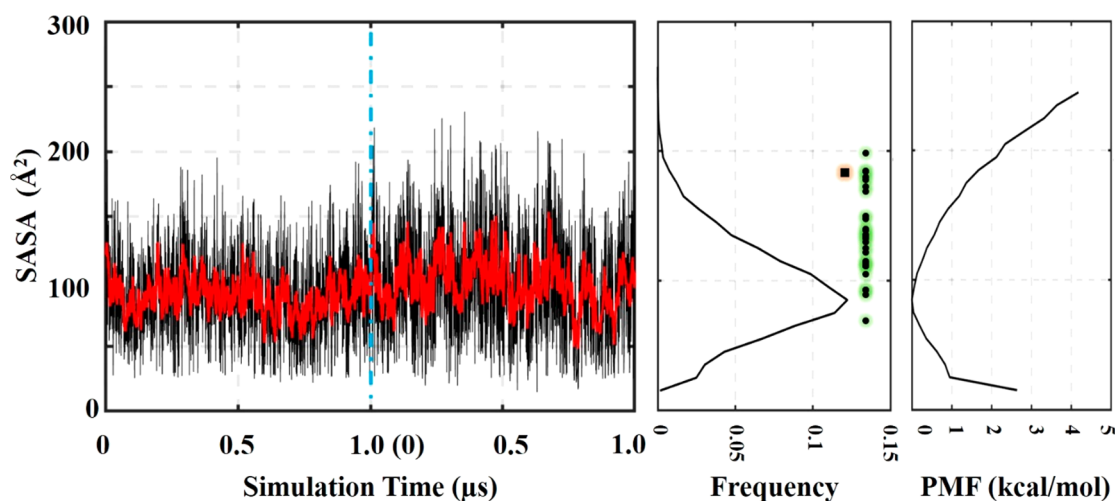 300
200
100
0
SASA (Å²)
0 0.5 1.0 (0) 0.5 1.0
Simulation Time (μs)
0.05 0.1 0.15
Frequency
0 1 2 3 4 5
PMF (kcal/mol)